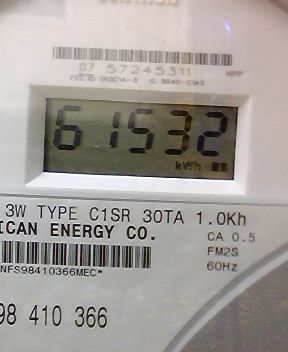 07 57245311 HPP
61532
kWh
3W TYPE C1SR 30TA 1.0Kh
ICAN ENERGY CO. CA 0.5
FM2S
NFS98410366MEC* 60Hz
98 410 366